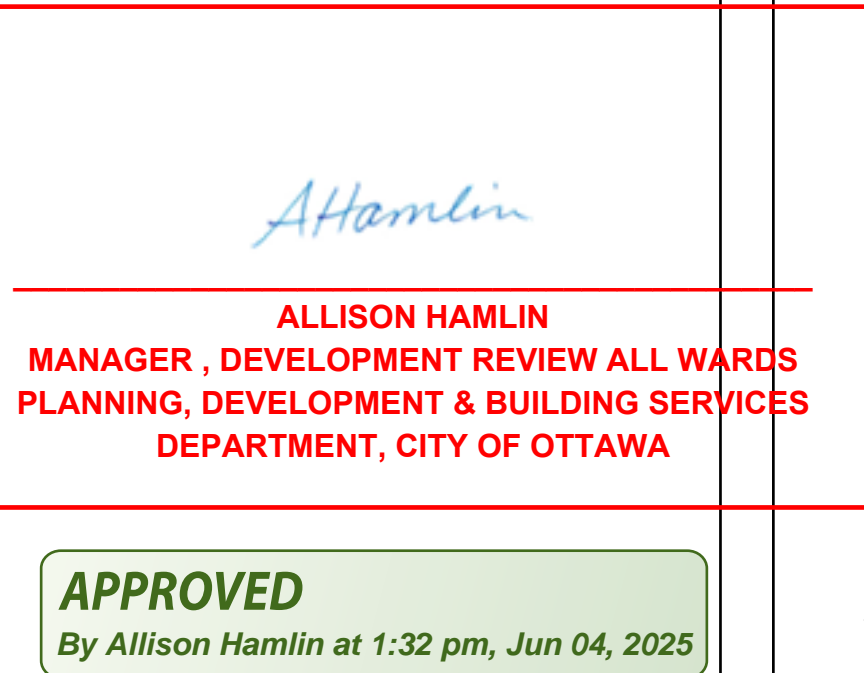 AHamlin
ALLISON HAMLIN
MANAGER , DEVELOPMENT REVIEW ALL WARDS
PLANNING, DEVELOPMENT & BUILDING SERVICES
DEPARTMENT, CITY OF OTTAWA
APPROVED
By Allison Hamlin at 1:32 pm, Jun 04, 2025